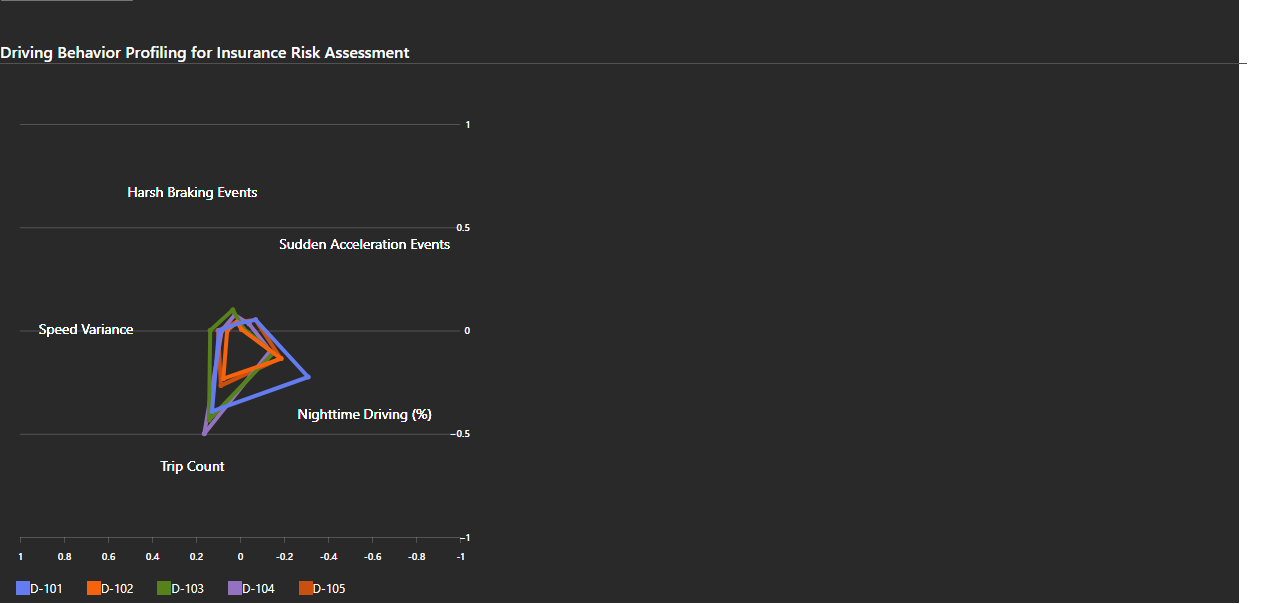 Driving Behavior Profiling for Insurance Risk Assessment
1
Harsh Braking Events
0.5
Sudden Acceleration Events
Speed Variance
0
Nighttime Driving (%)
-0.5
Trip Count
-1
1 0.8 0.6 0.4 0.2 0 -0.2 -0.4 -0.6 -0.8 -1
D-101 D-102 D-103 D-104 D-105